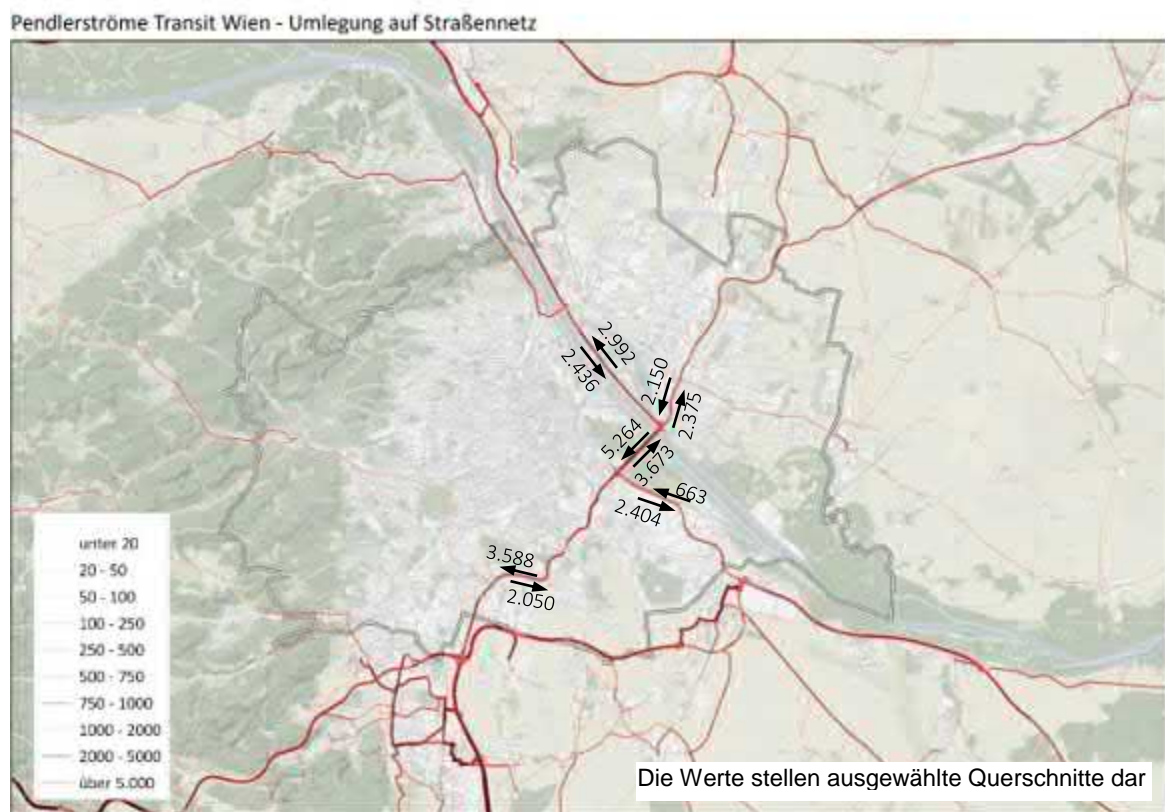 Pendlerströme Transit Wien - Umlegung auf Straßennetz
2.992
2.436
2.150
2.375
5.264
3.673
663
2.404
3.588
2.050
unter 20
20 - 50
50 - 100
100 - 250
250 - 500
500 - 750
750 - 1000
1000 - 2000
2000 - 5000
über 5.000
Die Werte stellen ausgewählte Querschnitte dar